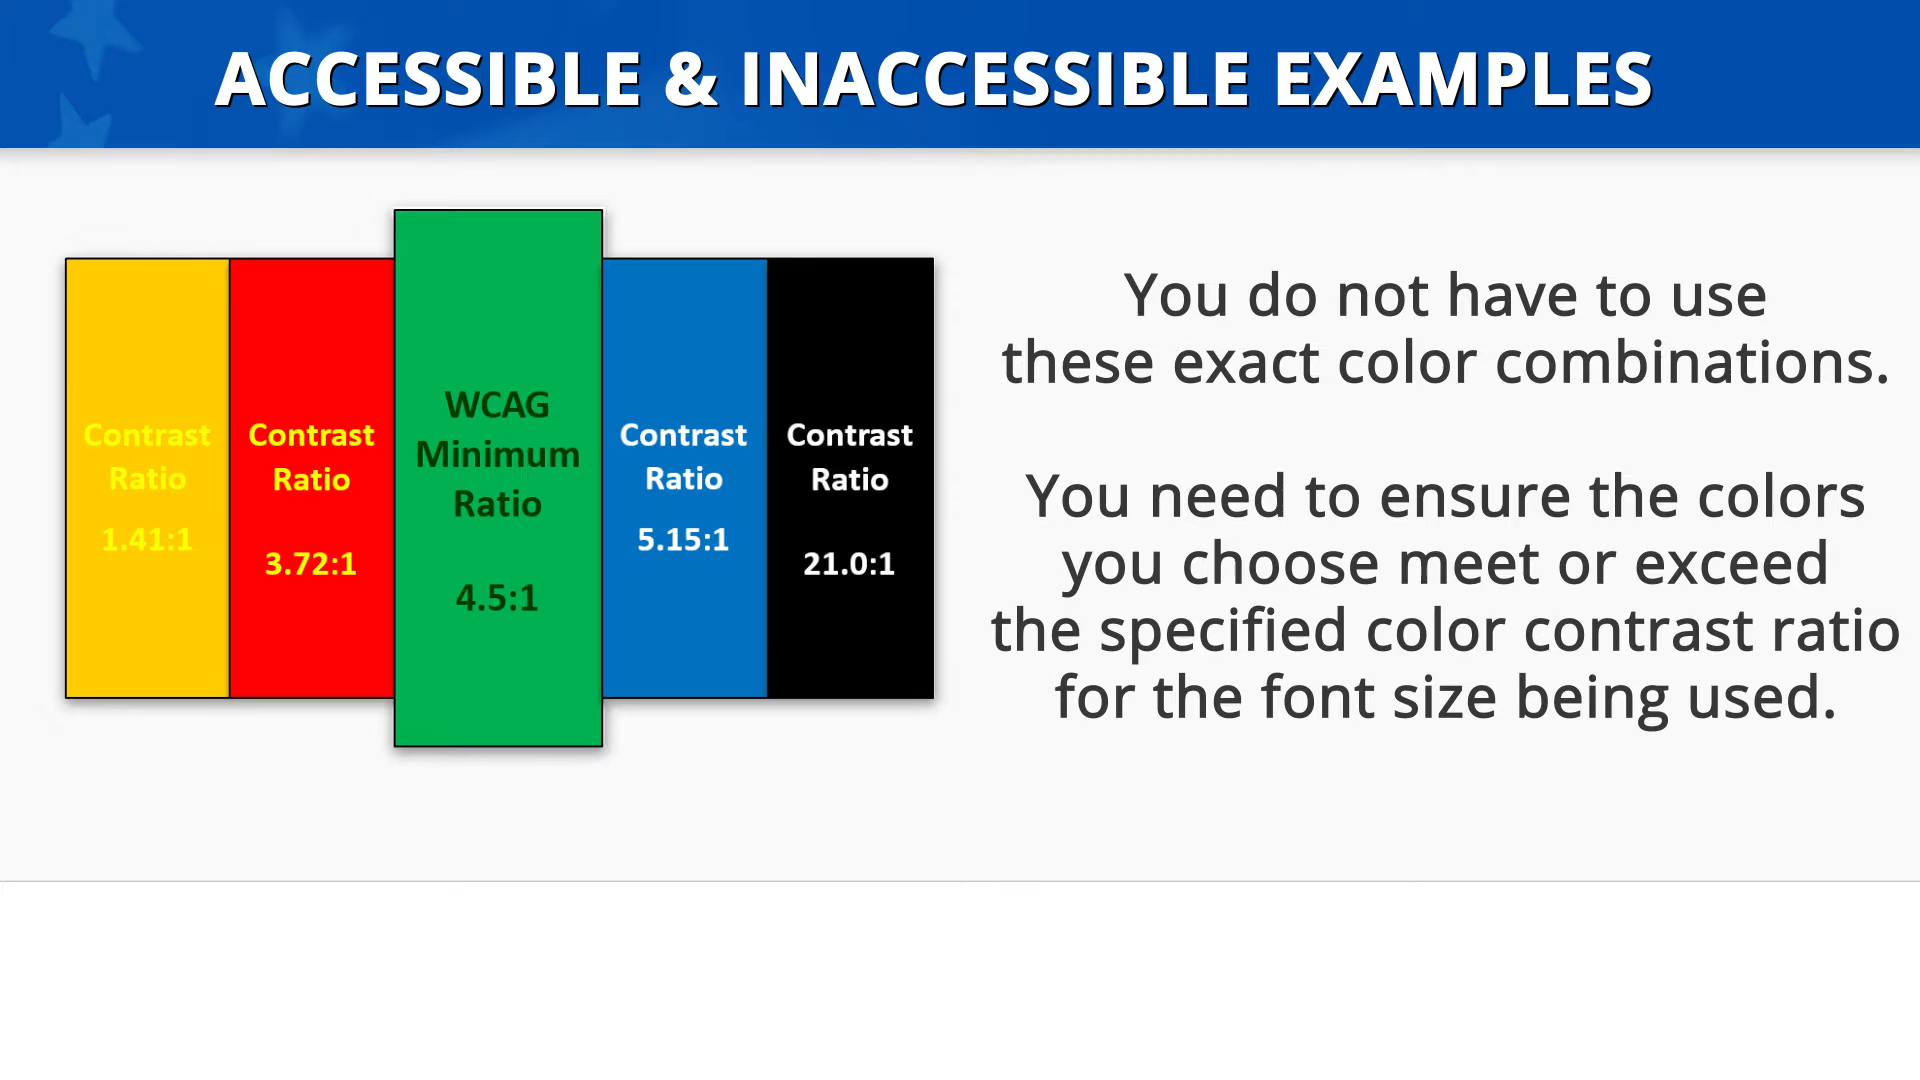 ACCESSIBLE & INACCESSIBLE EXAMPLES
Contrast
Ratio
1.41:1
Contrast
Ratio
3.72:1
WCAG
Minimum
Ratio
4.5:1
Contrast
Ratio
5.15:1
Contrast
Ratio
21.0:1
You do not have to use
these exact color combinations.
You need to ensure the colors
you choose meet or exceed
the specified color contrast ratio
for the font size being used.